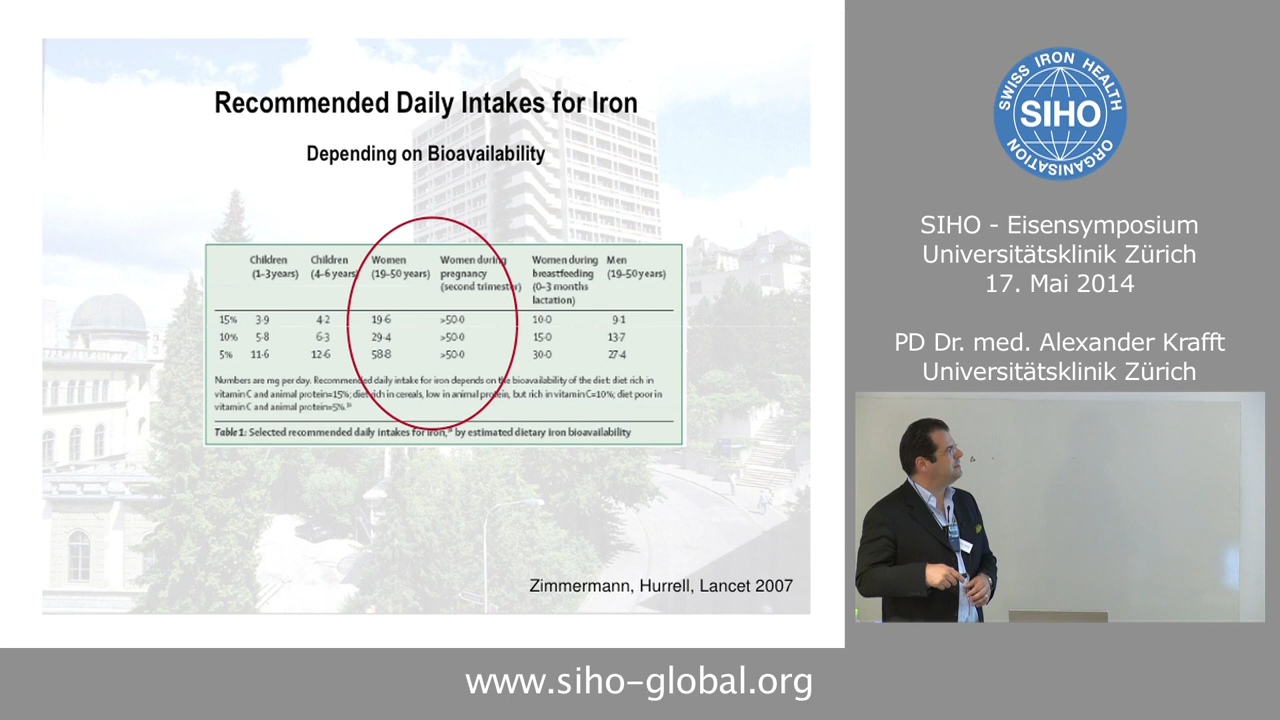 Recommended Daily Intakes for Iron
Depending on Bioavailability
Children (1–3 years) Children (4–6 years) Women (19–50 years) Women during pregnancy (second trimester) Women during breastfeeding (0–3 months lactation) Men (19–50 years)
15% 3·9 4·2 19·6 >50·0 10·0 9·1
10% 5·8 6·3 29·4 >50·0 15·0 13·7
5% 11·6 12·6 58·8 >50·0 30·0 27·4
Numbers are mg per day. Recommended daily intake for iron depends on the bioavailability of the diet: diet rich in
vitamin C and animal protein=15%; diet rich in cereals, low in animal protein, but rich in vitamin C=10%; diet poor in
vitamin C and animal protein=5%.
Table 1: Selected recommended daily intakes for iron, by estimated dietary iron bioavailability
Zimmermann, Hurrell, Lancet 2007
SWISS IRON HEALTH
SIHO
ORGANISATION
SIHO - Eisensymposium
Universitätsklinik Zürich
17. Mai 2014
PD Dr. med. Alexander Krafft
Universitätsklinik Zürich
www.siho-global.org